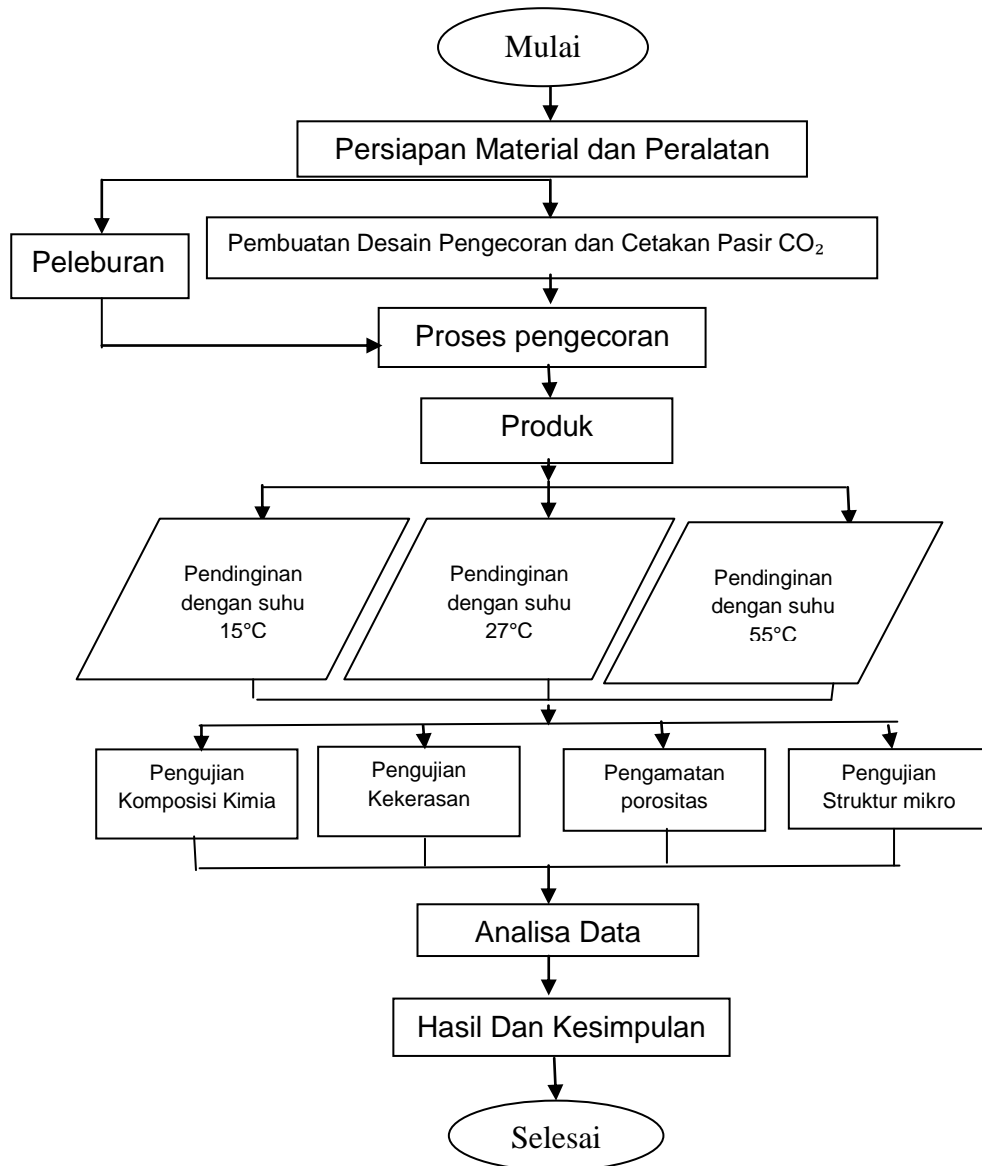 Mulai
Persiapan Material dan Peralatan
Peleburan
Pembuatan Desain Pengecoran dan Cetakan Pasir CO₂
Proses pengecoran
Produk
Pendinginan
dengan suhu
15°C
Pendinginan
dengan suhu
27°C
Pendinginan
dengan suhu
55°C
Pengujian
Komposisi Kimia
Pengujian
Kekerasan
Pengamatan
porositas
Pengujian
Struktur mikro
Analisa Data
Hasil Dan Kesimpulan
Selesai